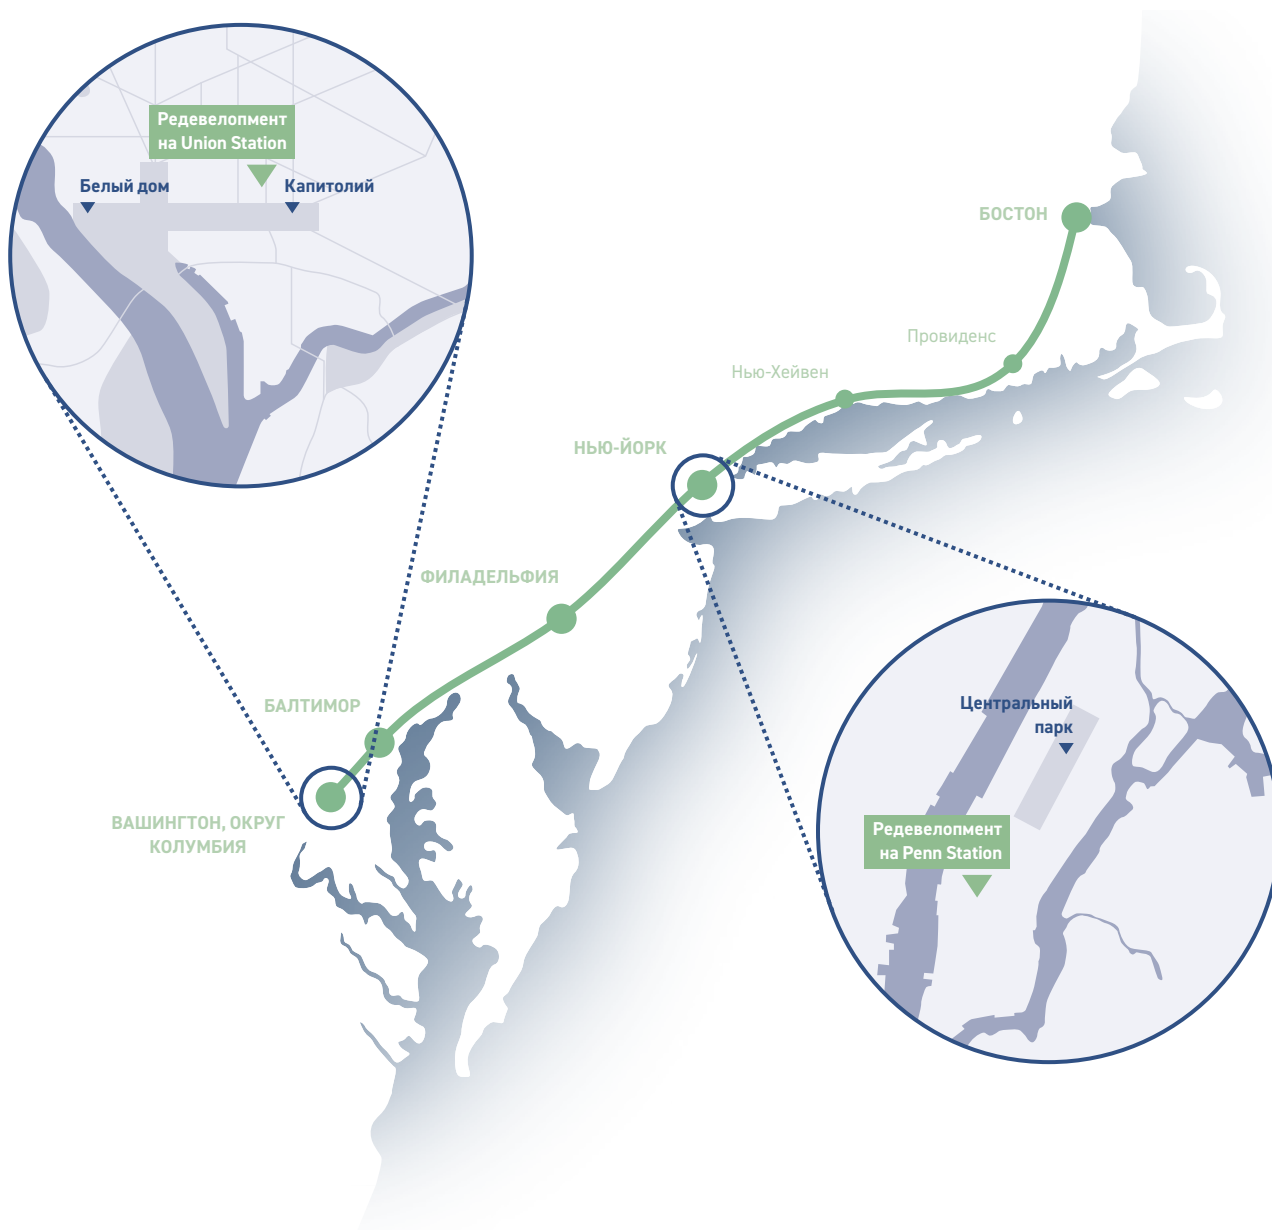 Редевелопмент
на Union Station
Белый дом
Капитолий
БОСТОН
Провиденс
Нью-Хейвен
НЬЮ-ЙОРК
ФИЛАДЕЛЬФИЯ
БАЛТИМОР
ВАШИНГТОН, ОКРУГ
КОЛУМБИЯ
Центральный
парк
Редевелопмент
на Penn Station